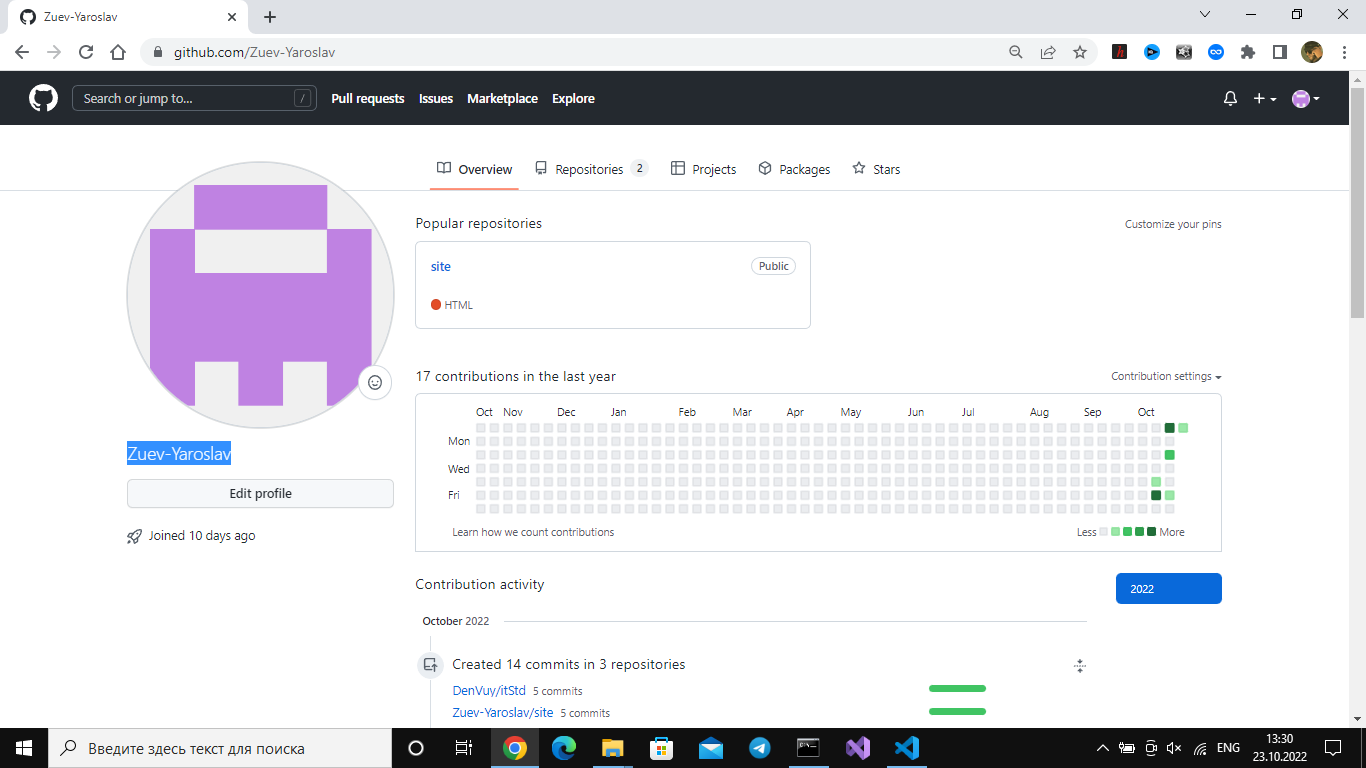 Zuev-Yaroslav
github.com/Zuev-Yaroslav
Search or jump to... /
Pull requests Issues Marketplace Explore
Overview Repositories 2 Projects Packages Stars
Popular repositories Customize your pins
site Public
HTML
17 contributions in the last year Contribution settings
Oct Nov Dec Jan Feb Mar Apr May Jun Jul Aug Sep Oct
Mon
Wed
Fri
Learn how we count contributions Less More
Zuev-Yaroslav
Edit profile
Joined 10 days ago
Contribution activity 2022
October 2022
Created 14 commits in 3 repositories
DenVuy/itStd 5 commits
Zuev-Yaroslav/site 5 commits
Введите здесь текст для поиска
ENG
13:30
23.10.2022